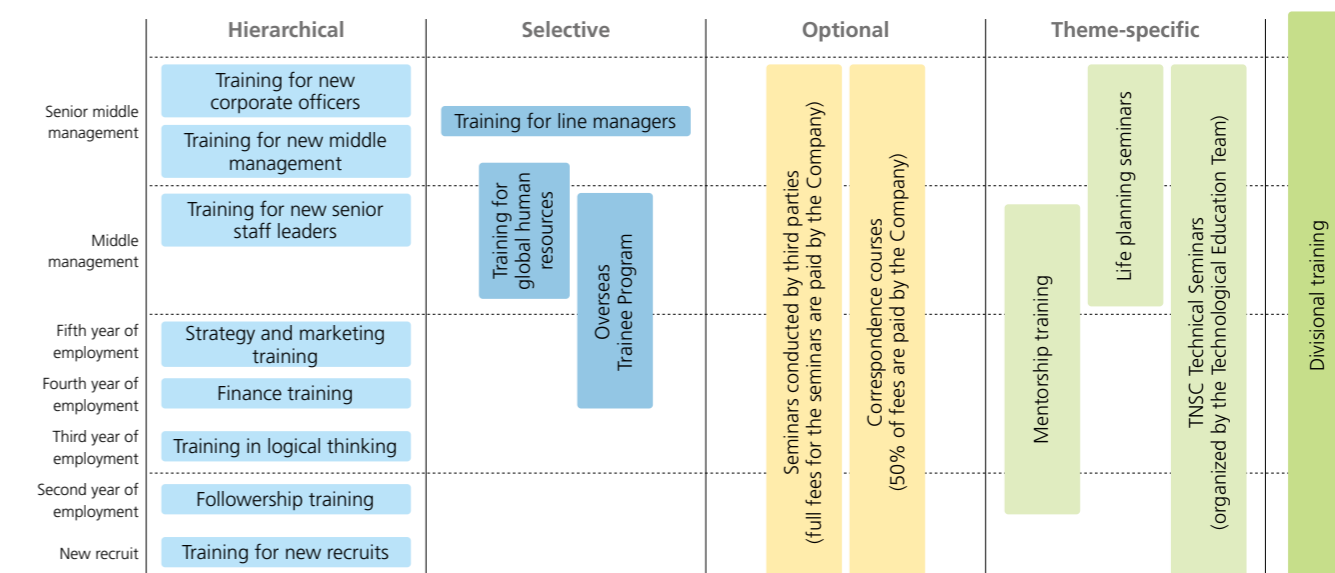 Hierarchical
Selective
Optional
Theme-specific
Senior middle
management
Middle
management
Fifth year of
employment
Fourth year of
employment
Third year of
employment
Second year of
employment
New recruit
Training for new
corporate officers
Training for new middle
management
Training for new senior
staff leaders
Strategy and marketing
training
Finance training
Training in logical thinking
Followership training
Training for new recruits
Training for line managers
Training for
global human
resources
Overseas
Trainee Program
Seminars conducted by third parties
(full fees for the seminars are paid by the Company)
Correspondence courses
(50% of fees are paid by the Company)
Mentorship training
Life planning seminars
TNSC Technical Seminars
(organized by the Technological Education Team)
Divisional training